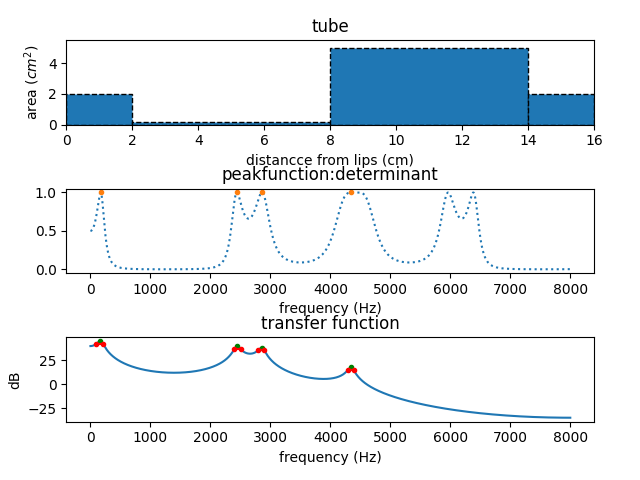 tube
area (cm²)
4
2
0
0 2 4 6 8 10 12 14 16
distancce from lips (cm)
peakfunction:determinant
1.0
0.5
0.0
0 1000 2000 3000 4000 5000 6000 7000 8000
frequency (Hz)
transfer function
dB
25
0
−25
0 1000 2000 3000 4000 5000 6000 7000 8000
frequency (Hz)